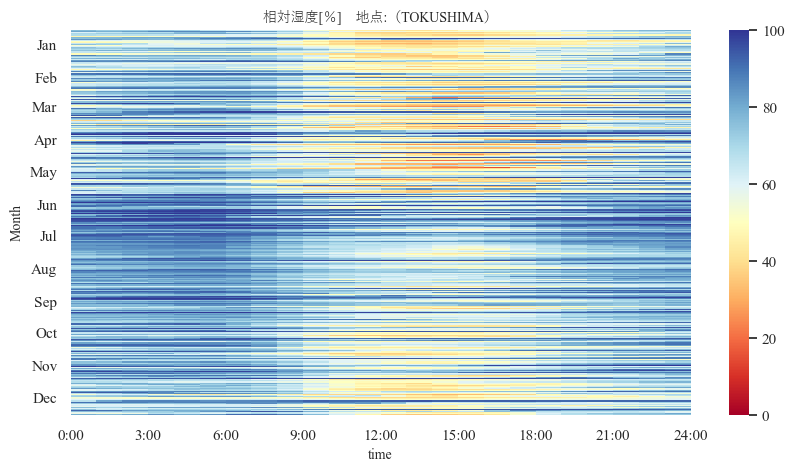 相対湿度[%] 地点:（TOKUSHIMA）
Month
Jan
Feb
Mar
Apr
May
Jun
Jul
Aug
Sep
Oct
Nov
Dec
0:00 3:00 6:00 9:00 12:00 15:00 18:00 21:00 24:00
time
100
80
60
40
20
0